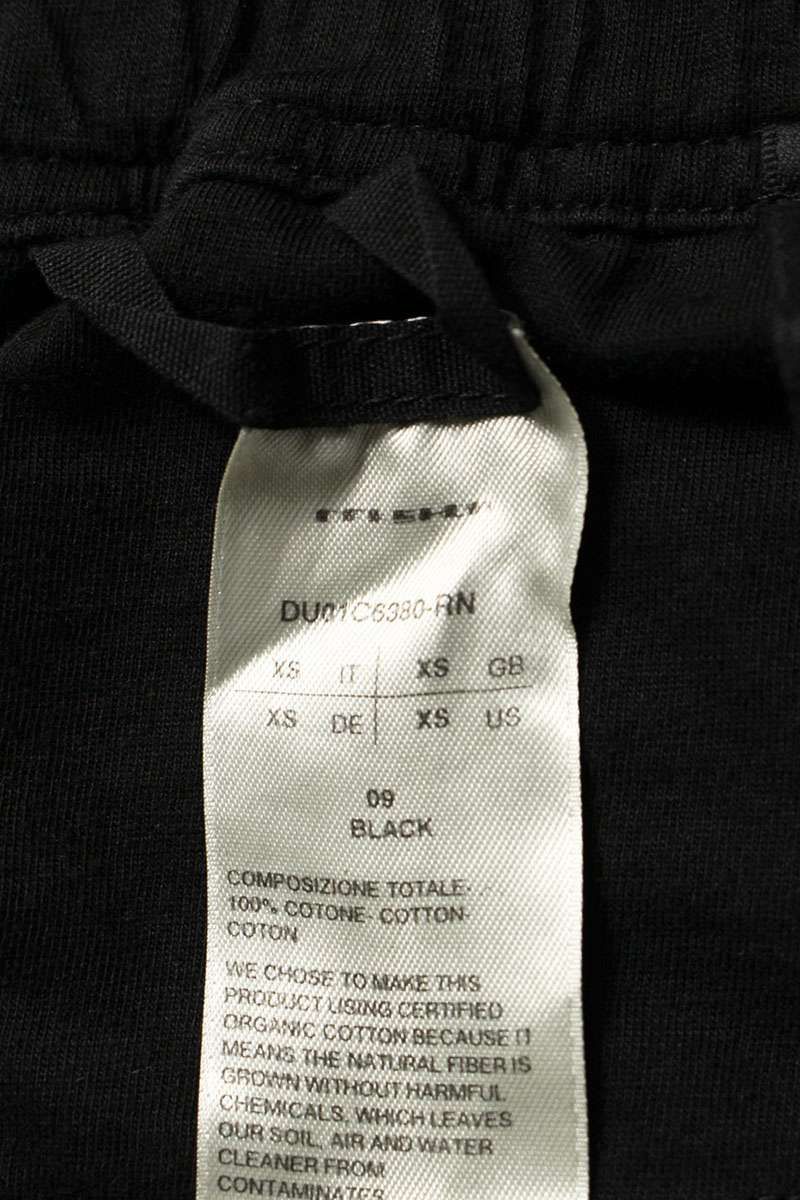 DU01C6380-RN
XS IT XS GB
XS DE XS US
09
BLACK
COMPOSIZIONE TOTALE-
100% COTONE- COTTON-
COTON
WE CHOSE TO MAKE THIS
PRODUCT USING CERTIFIED
ORGANIC COTTON BECAUSE IT
MEANS THE NATURAL FIBER IS
GROWN WITHOUT HARMFUL
CHEMICALS, WHICH LEAVES
OUR SOIL, AIR AND WATER
CLEANER FROM
CONTAMINATES